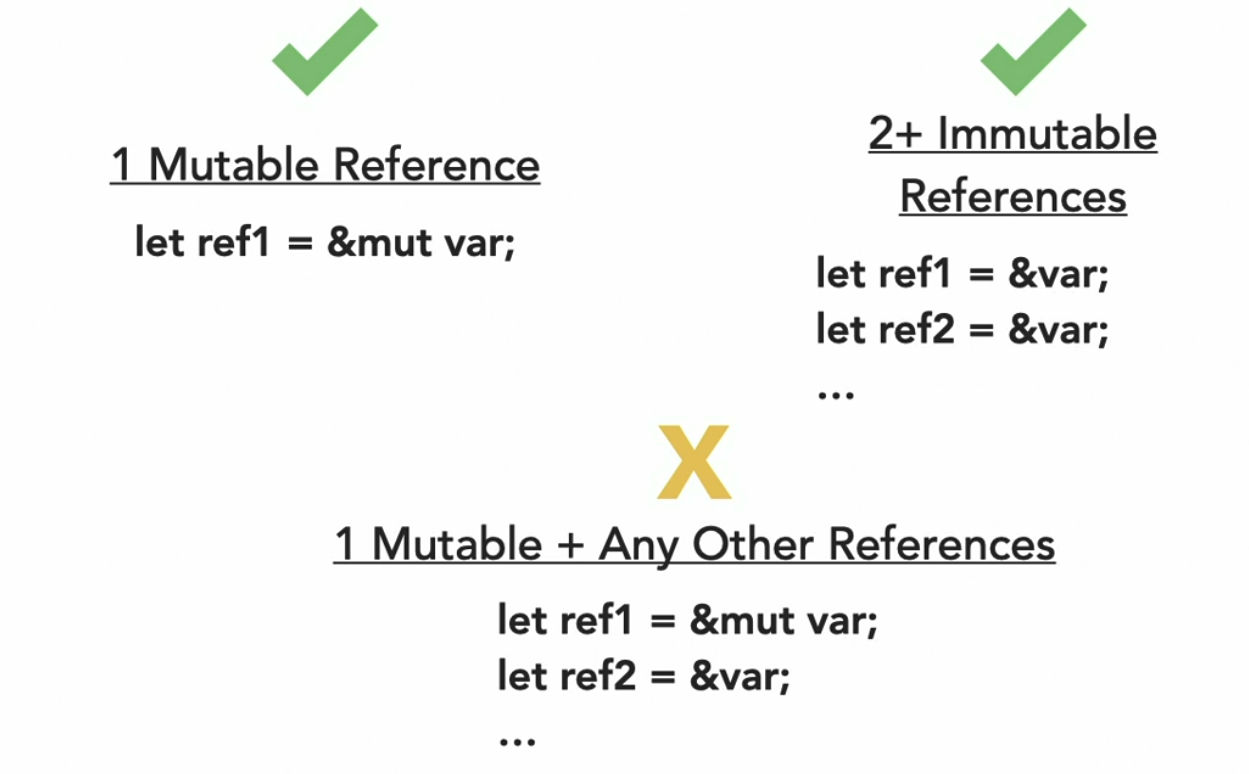 1 Mutable Reference
let ref1 = &mut var;
2+ Immutable
References
let ref1 = &var;
let ref2 = &var;
...
X
1 Mutable + Any Other References
let ref1 = &mut var;
let ref2 = &var;
...